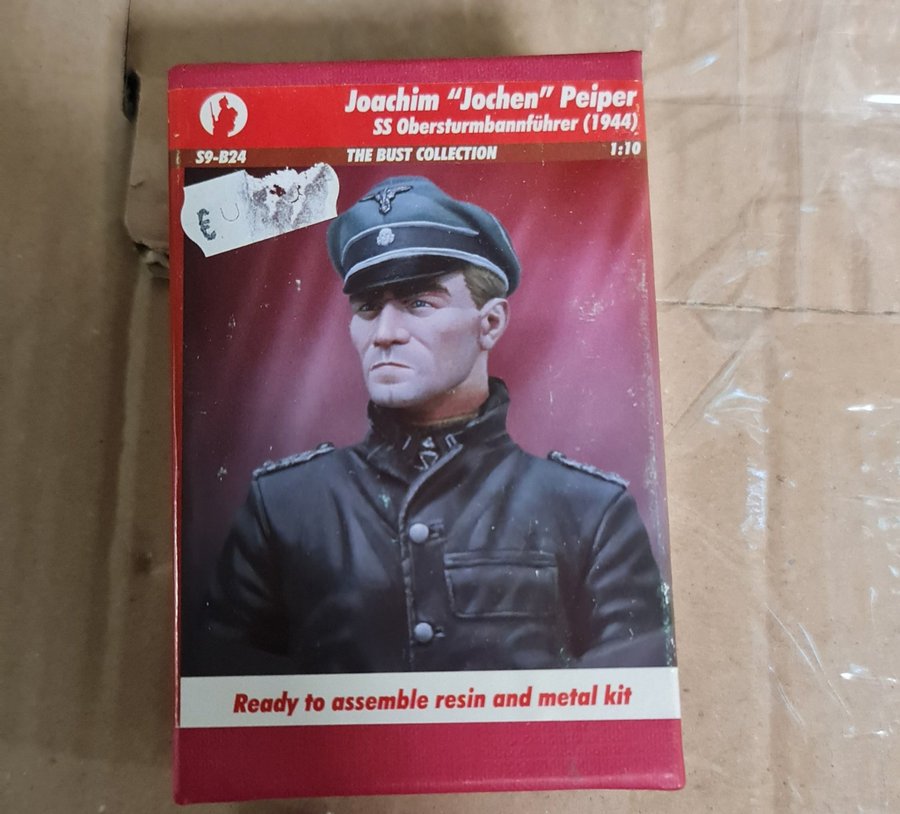 Joachim “Jochen” Peiper
SS Obersturmbannführer (1944)
S9-B24 THE BUST COLLECTION 1:10
€
Ready to assemble resin and metal kit